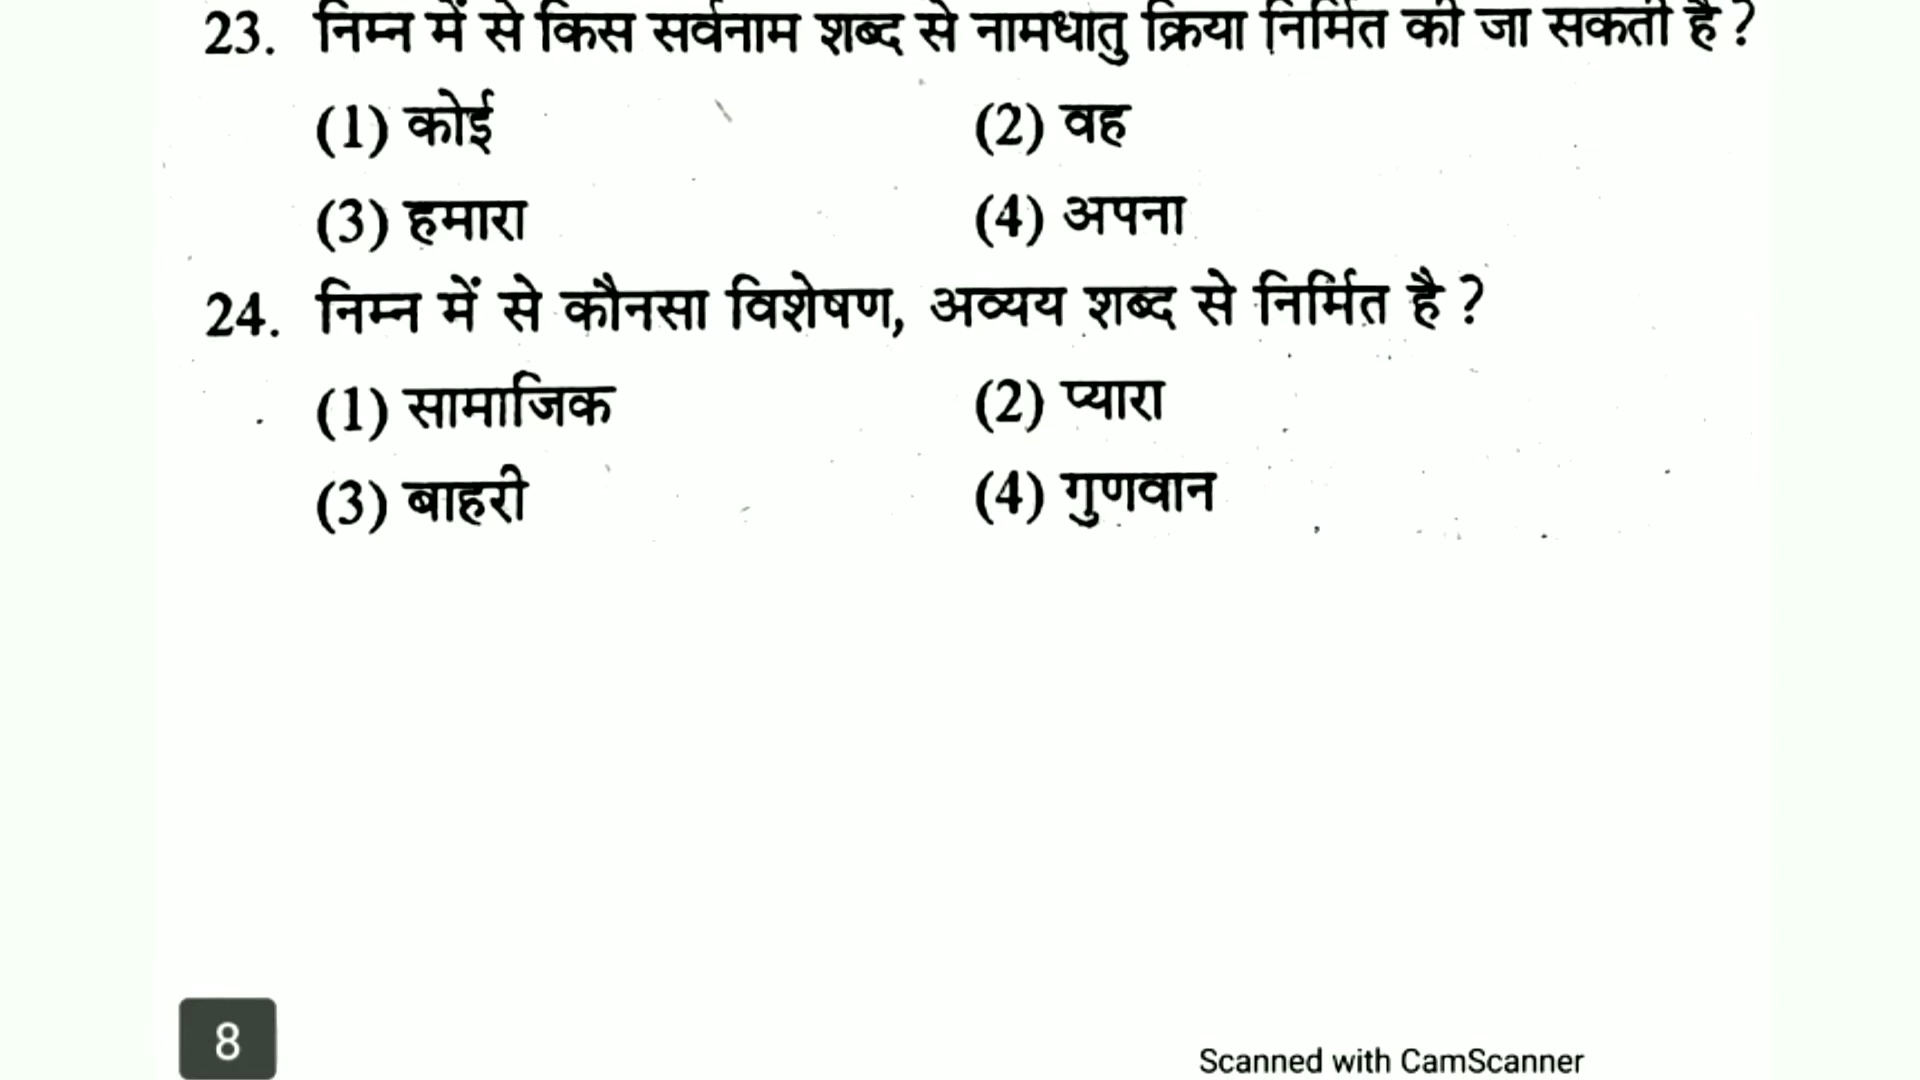 23. निम्न में से किस सर्वनाम शब्द से नामधातु क्रिया निर्मित की जा सकती है ?
(1) कोई (2) वह
(3) हमारा (4) अपना
24. निम्न में से कौनसा विशेषण, अव्यय शब्द से निर्मित है ?
(1) सामाजिक (2) प्यारा
(3) बाहरी (4) गुणवान
8
Scanned with CamScanner